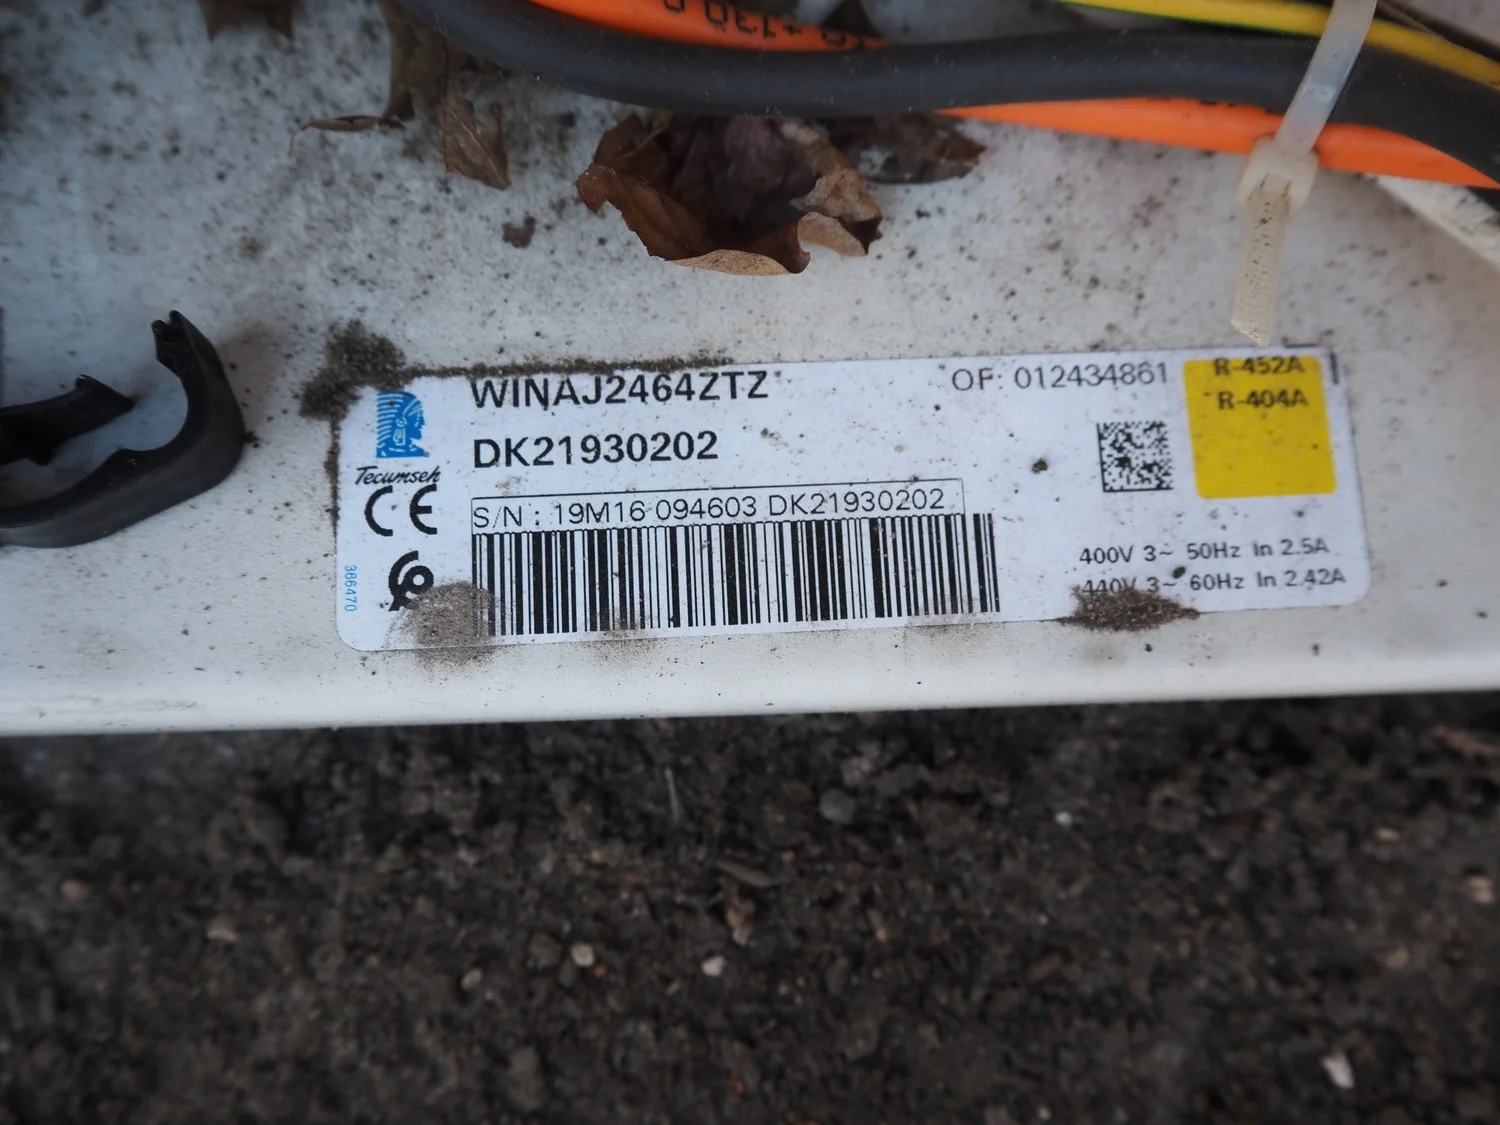 WINAJ2464ZTZ
OF: 012434861
R-452A
R-404A
DK21930202
Tecumseh
CE
S/N : 19M16 094603 DK21930202
400V 3~ 50Hz In 2.5A
440V 3~ 60Hz In 2.42A
366470